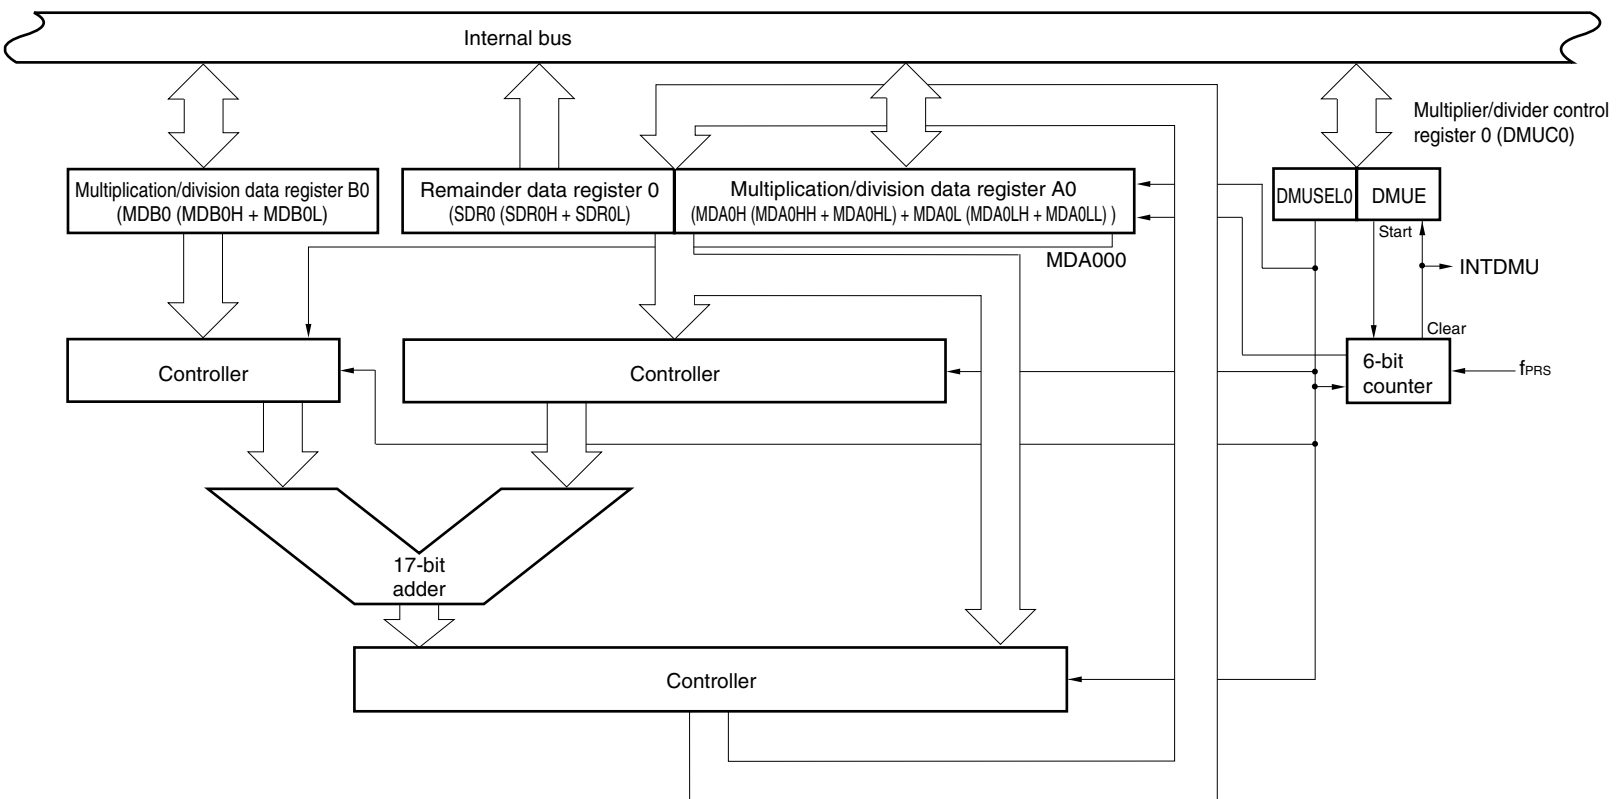 Internal bus
Multiplier/divider control
register 0 (DMUC0)
Multiplication/division data register B0
(MDB0 (MDB0H + MDB0L)
Remainder data register 0
(SDR0 (SDR0H + SDR0L)
Multiplication/division data register A0
(MDA0H (MDA0HH + MDA0HL) + MDA0L (MDA0LH + MDA0LL) )
DMUSEL0
DMUE
Start
MDA000
INTDMU
Clear
Controller
Controller
6-bit
counter
fPRS
17-bit
adder
Controller